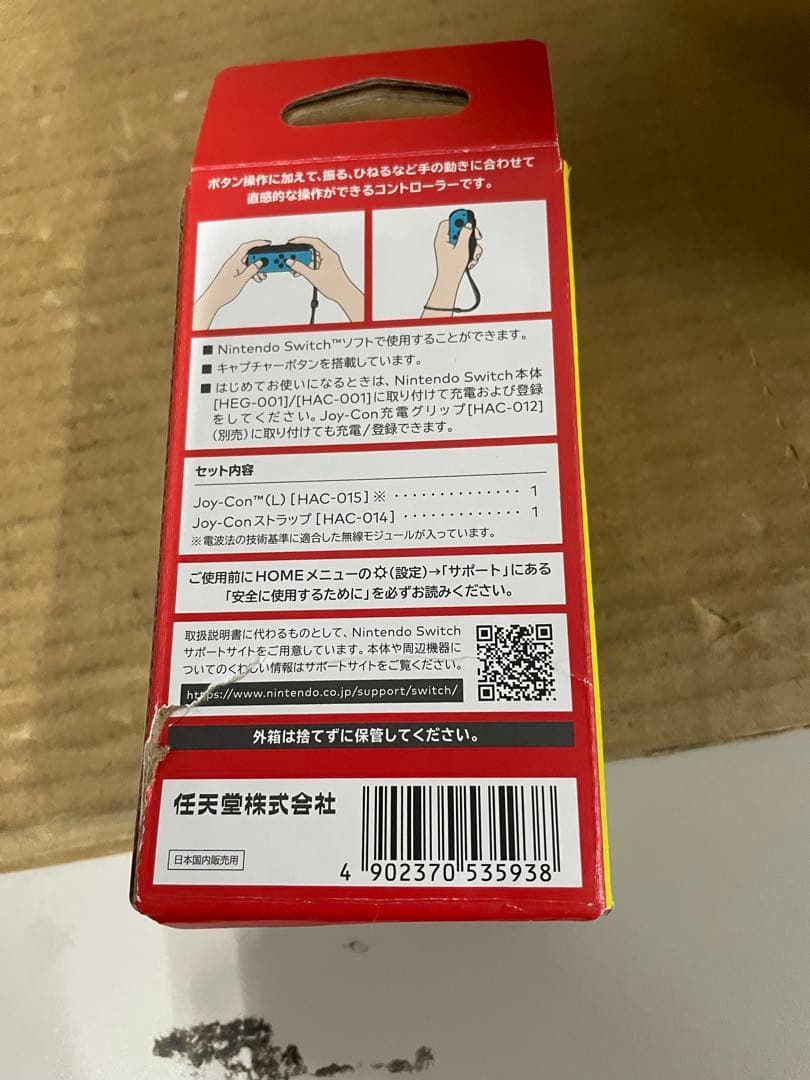 ボタン操作に加えて、振る、ひねるなど手の動きに合わせて
直感的な操作ができるコントローラーです。
■ Nintendo Switch™ソフトで使用することができます。
■ キャプチャーボタンを搭載しています。
■ はじめてお使いになるときは、Nintendo Switch本体
[HEG-001]/[HAC-001]に取り付けて充電および登録
をしてください。Joy-Con充電グリップ[HAC-012]
(別売)に取り付けても充電/登録できます。
セット内容
Joy-Con™(L) [HAC-015] ※ ・・・・・・・・・・・・・・ 1
Joy-Conストラップ [HAC-014] ・・・・・・・・・・・・・ 1
※電波法の技術基準に適合した無線モジュールが入っています。
ご使用前にHOMEメニューの(設定)→「サポート」にある
「安全に使用するために」を必ずお読みください。
取扱説明書に代わるものとして、Nintendo Switch
サポートサイトをご用意しています。本体や周辺機器に
ついてのくわしい情報はサポートサイトをご覧ください。
https://www.nintendo.co.jp/support/switch/
外箱は捨てずに保管してください。
任天堂株式会社
日本国内販売用
4 902370 535938